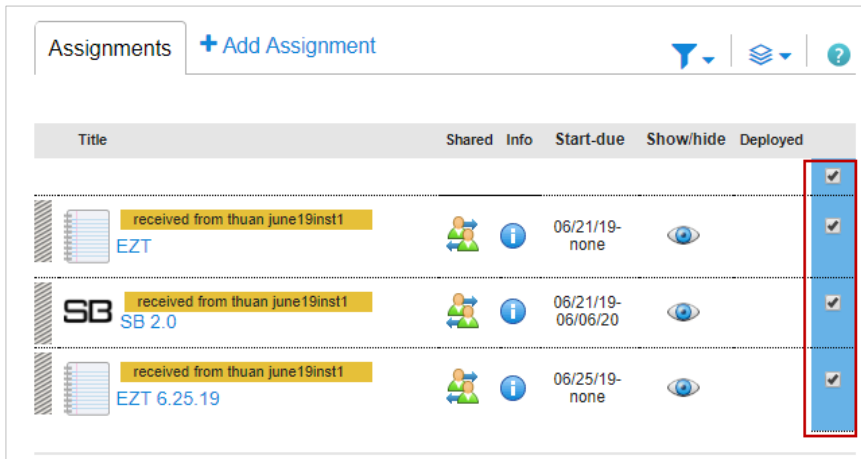 Assignments + Add Assignment ?
Title Shared Info Start-due Show/hide Deployed
received from thuan june19inst1
EZT
06/21/19-
none
received from thuan june19inst1
SB
SB 2.0
06/21/19-
06/06/20
received from thuan june19inst1
EZT 6.25.19
06/25/19-
none